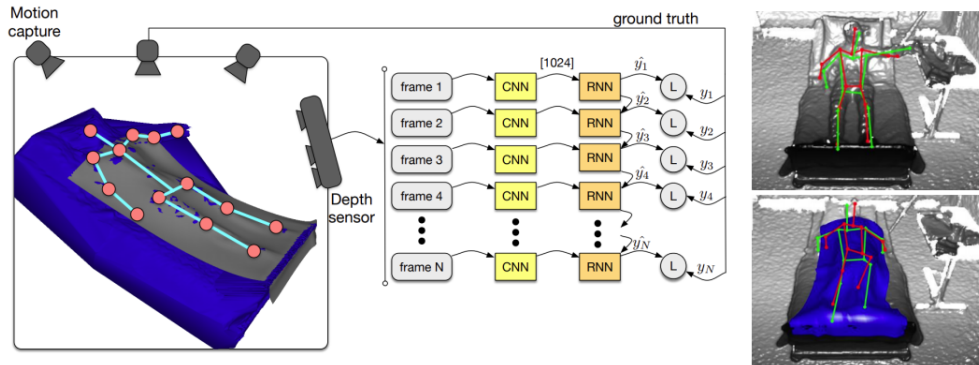 Motion
capture
ground truth
Depth
sensor
[1024]
frame 1
CNN
RNN
ŷ₁
L
y₁
frame 2
CNN
RNN
ŷ₂
L
y₂
frame 3
CNN
RNN
ŷ₃
L
y₃
frame 4
CNN
RNN
ŷ₄
L
y₄
frame N
CNN
RNN
ŷN
L
yN